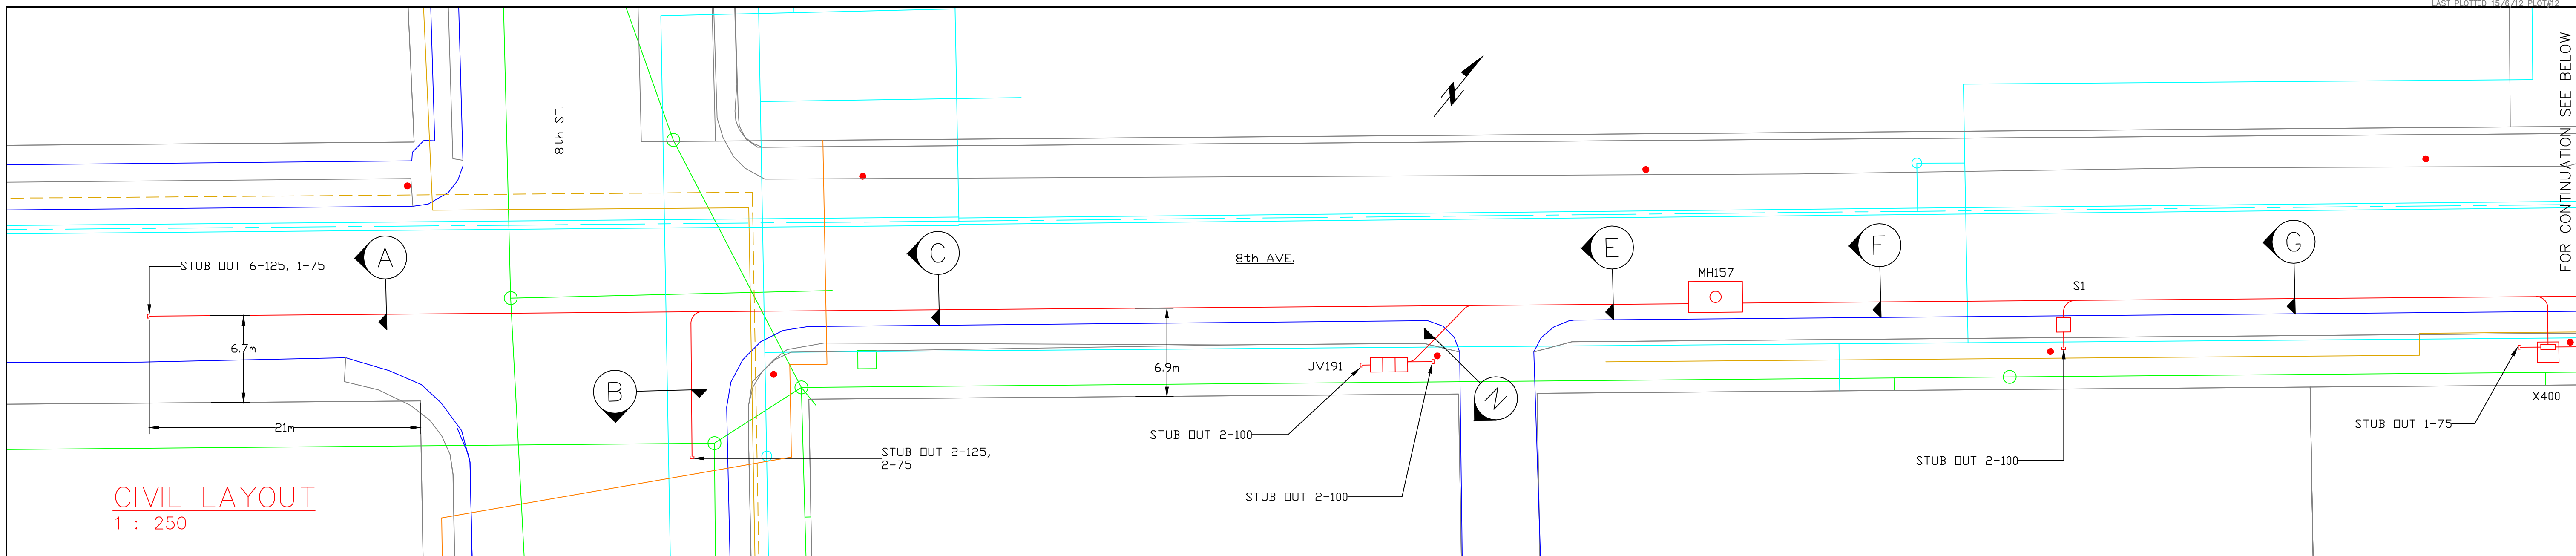 LAST PLOTTED 15/6/12 PLOT#12
FOR CONTINUATION SEE BELOW
8th ST.
N
A
C
8th AVE.
E
F
G
STUB OUT 6-125, 1-75
MH157
S1
6.7m
6.9m
JV191
B
N
X400
21m
STUB OUT 2-100
STUB OUT 1-75
STUB OUT 2-125,
2-75
STUB OUT 2-100
STUB OUT 2-100
CIVIL LAYOUT
1 : 250